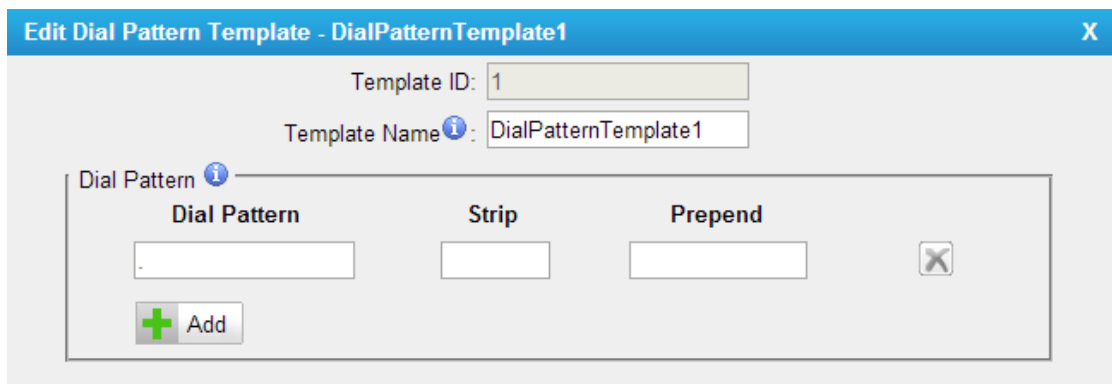 Edit Dial Pattern Template - DialPatternTemplate1 X
Template ID: 1
Template Name : DialPatternTemplate1
Dial Pattern
Dial Pattern Strip Prepend
.
Add